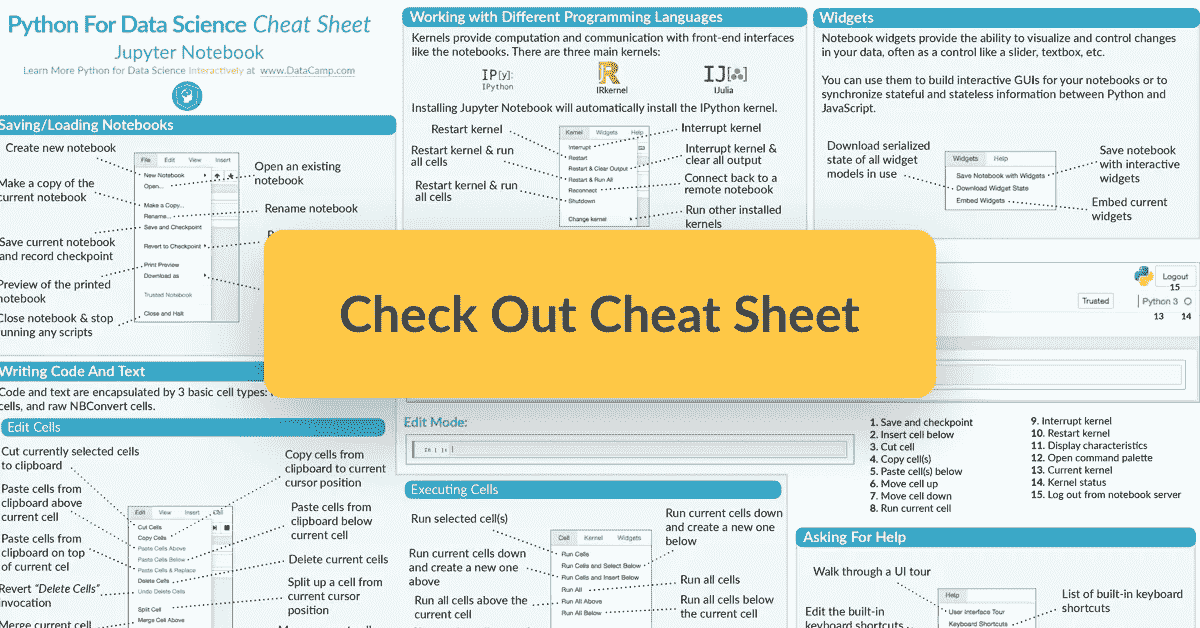 Python For Data Science Cheat Sheet
Jupyter Notebook
Learn More Python for Data Science Interactively at www.DataCamp.com
Saving/Loading Notebooks
Create new notebook
Make a copy of the
current notebook
Save current notebook
and record checkpoint
Preview of the printed
notebook
Close notebook & stop
running any scripts
File Edit View Insert
New Notebook
Open...
Make a Copy...
Rename...
Save and Checkpoint
Revert to Checkpoint
Print Preview
Download as
Trusted Notebook
Close and Halt
Open an existing
notebook
Rename notebook
Writing Code And Text
Code and text are encapsulated by 3 basic cell types:
cells, and raw NBConvert cells.
Edit Cells
Cut currently selected cells
to clipboard
Paste cells from
clipboard above
current cell
Paste cells from
clipboard on top
of current cel
Revert “Delete Cells”
invocation
Merge current cell
Edit View Insert Cell
Cut Cells
Copy Cells
Paste Cells Above
Paste Cells Below
Paste Cells & Replace
Delete Cells
Undo Delete Cells
Split Cell
Merge Cell Above
Copy cells from
clipboard to current
cursor position
Paste cells from
clipboard below
current cell
Delete current cells
Split up a cell from
current cursor
position
Working with Different Programming Languages
Kernels provide computation and communication with front-end interfaces
like the notebooks. There are three main kernels:
IP[y]:
IPython
R
IRkernel
IJ
IJulia
Installing Jupyter Notebook will automatically install the IPython kernel.
Restart kernel
Restart kernel & run
all cells
Restart kernel & run
all cells
Kernel Widgets Help
Interrupt
Restart
Restart & Clear Output
Restart & Run All
Reconnect
Shutdown
Change kernel
Interrupt kernel
Interrupt kernel &
clear all output
Connect back to a
remote notebook
Run other installed
kernels
Check Out Cheat Sheet
Edit Mode:
In [ ]:
Executing Cells
Run selected cell(s)
Run current cells down
and create a new one
above
Run all cells above the
current cell
Cell Kernel Widgets
Run Cells
Run Cells and Select Below
Run Cells and Insert Below
Run All
Run All Above
Run All Below
Run current cells down
and create a new one
below
Run all cells
Run all cells below
the current cell
Widgets
Notebook widgets provide the ability to visualize and control changes
in your data, often as a control like a slider, textbox, etc.
You can use them to build interactive GUIs for your notebooks or to
synchronize stateful and stateless information between Python and
JavaScript.
Download serialized
state of all widget
models in use
Widgets Help
Save Notebook with Widgets
Download Widget State
Embed Widgets
Save notebook
with interactive
widgets
Embed current
widgets
Logout
15
Trusted
Python 3
13 14
1. Save and checkpoint
2. Insert cell below
3. Cut cell
4. Copy cell(s)
5. Paste cell(s) below
6. Move cell up
7. Move cell down
8. Run current cell
9. Interrupt kernel
10. Restart kernel
11. Display characteristics
12. Open command palette
13. Current kernel
14. Kernel status
15. Log out from notebook server
Asking For Help
Walk through a UI tour
Edit the built-in
keyboard shortcuts
Help
User Interface Tour
Keyboard Shortcuts
List of built-in keyboard
shortcuts